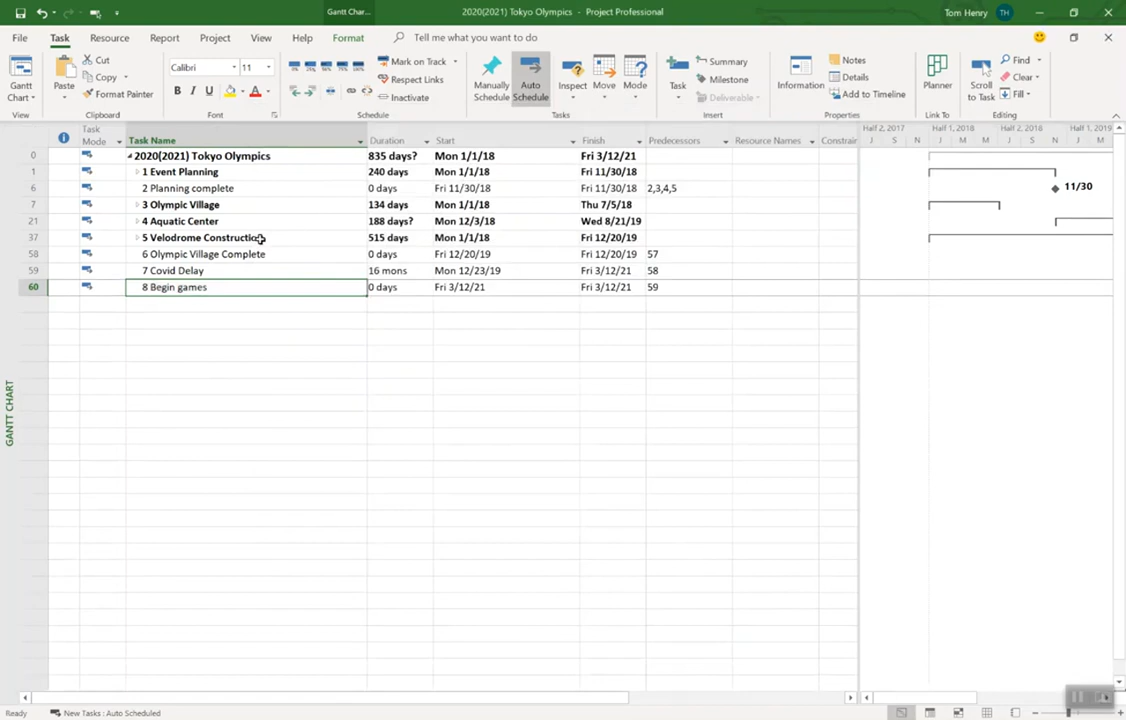 Gantt Char...
2020(2021) Tokyo Olympics - Project Professional
Tom Henry
TH
File Task Resource Report Project View Help Format Tell me what you want to do
Gantt Chart
Paste
Cut
Copy
Format Painter
Clipboard
Calibri 11
B I U A
Font
Mark on Track
Respect Links
Inactivate
Schedule
Manually Schedule
Auto Schedule
Inspect
Move
Mode
Tasks
Task
Summary
Milestone
Deliverable
Insert
Information
Notes
Details
Add to Timeline
Properties
Planner
Link To
Scroll to Task
Find
Clear
Fill
Editing
Task Mode Task Name Duration Start Finish Predecessors Resource Names Constrain
Half 2, 2017 Half 1, 2018 Half 2, 2018 Half 1, 2019
J S N J M M J S N J M
0 2020(2021) Tokyo Olympics 835 days? Mon 1/1/18 Fri 3/12/21
1 1 Event Planning 240 days Mon 1/1/18 Fri 11/30/18
6 2 Planning complete 0 days Fri 11/30/18 Fri 11/30/18 2,3,4,5 11/30
7 3 Olympic Village 134 days Mon 1/1/18 Thu 7/5/18
21 4 Aquatic Center 188 days? Mon 12/3/18 Wed 8/21/19
37 5 Velodrome Construction 515 days Mon 1/1/18 Fri 12/20/19
58 6 Olympic Village Complete 0 days Fri 12/20/19 Fri 12/20/19 57
59 7 Covid Delay 16 mons Mon 12/23/19 Fri 3/12/21 58
60 8 Begin games 0 days Fri 3/12/21 Fri 3/12/21 59
GANTT CHART
Ready New Tasks : Auto Scheduled